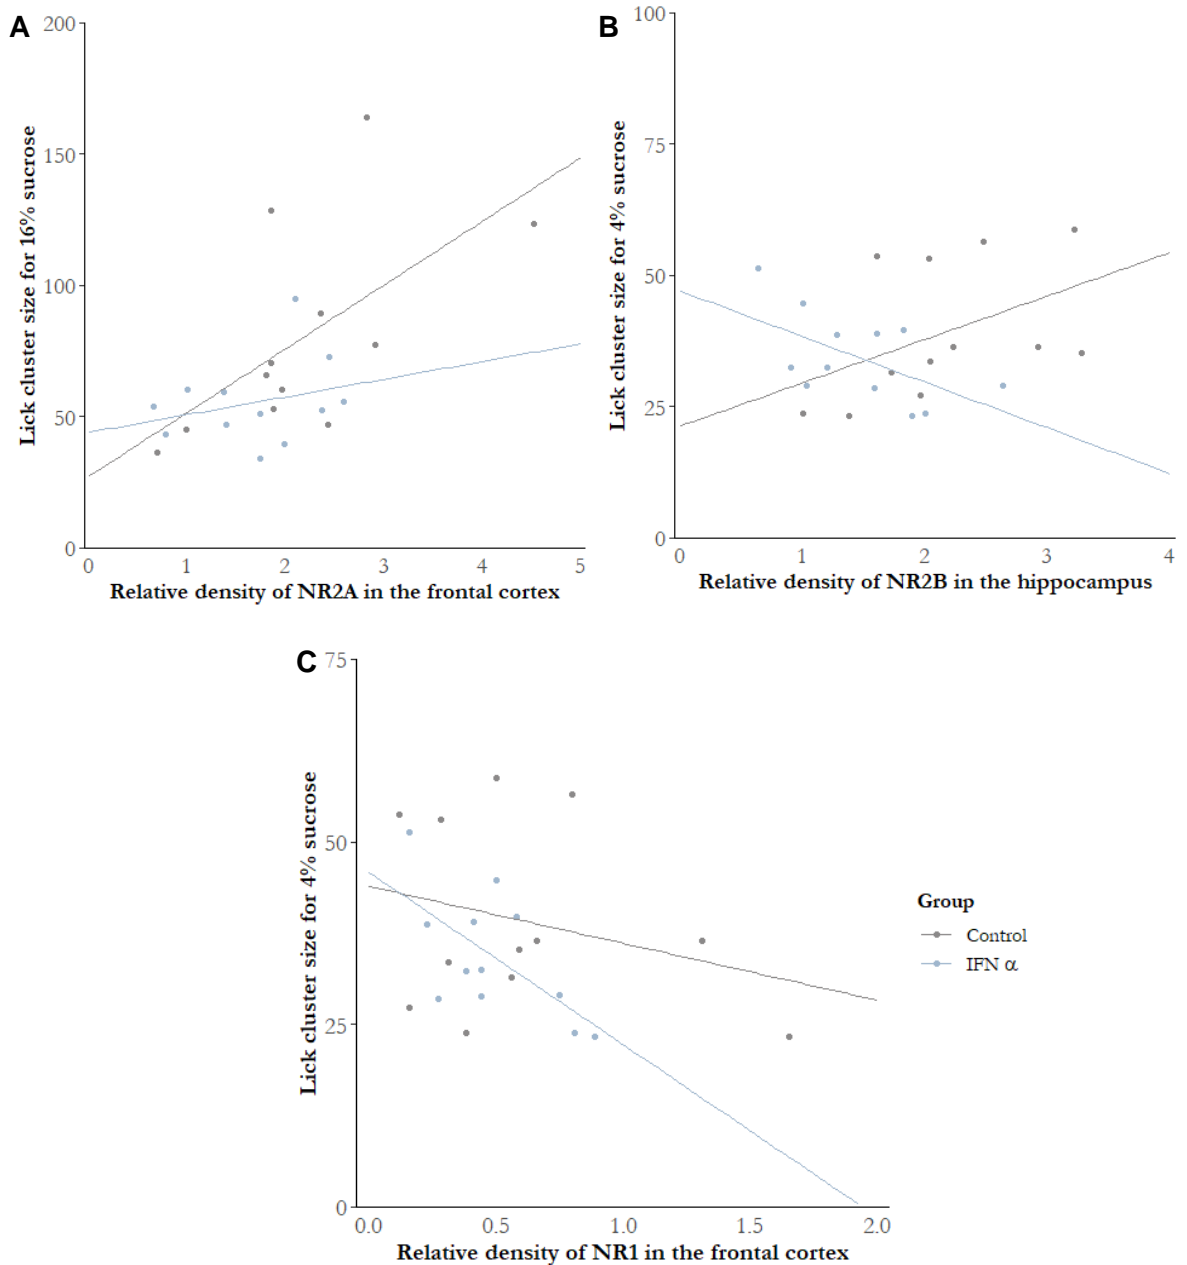 A
200
150
100
50
0
Lick cluster size for 16% sucrose
0 1 2 3 4 5
Relative density of NR2A in the frontal cortex
B
100
75
50
25
0
Lick cluster size for 4% sucrose
0 1 2 3 4
Relative density of NR2B in the hippocampus
C
75
50
25
0
Lick cluster size for 4% sucrose
0.0 0.5 1.0 1.5 2.0
Relative density of NR1 in the frontal cortex
Group
Control
IFN α